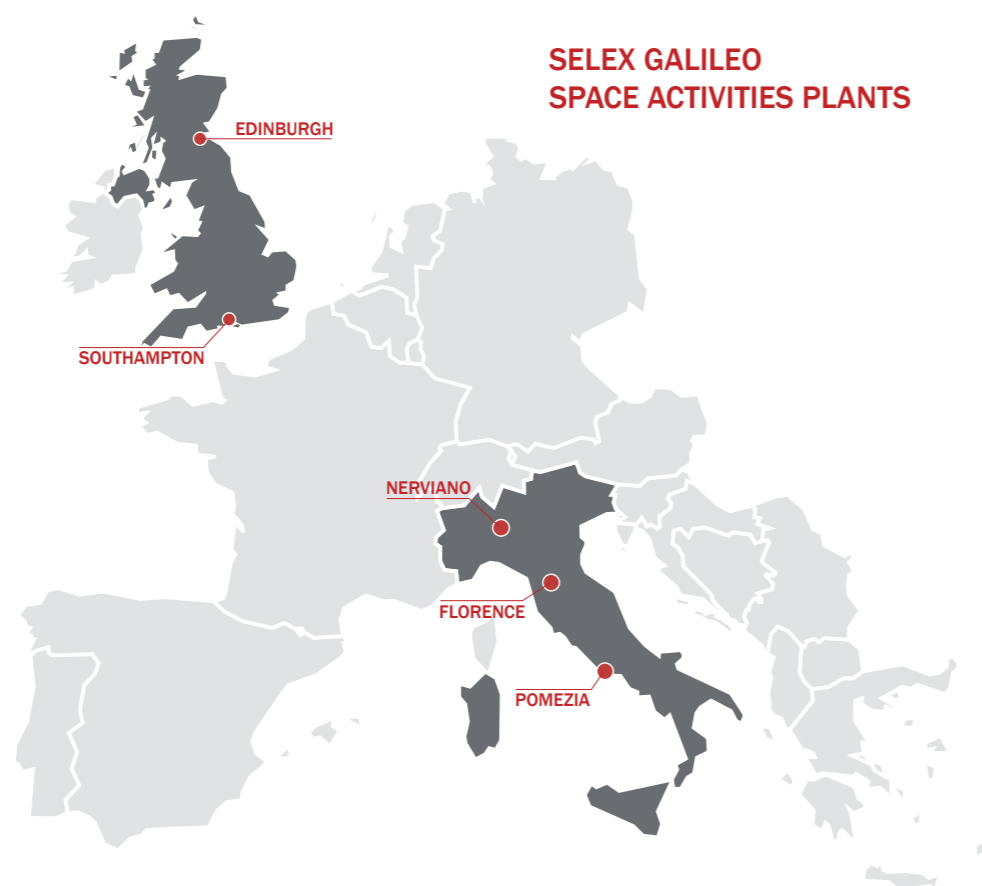 SELEX GALILEO
SPACE ACTIVITIES PLANTS
EDINBURGH
SOUTHAMPTON
NERVIANO
FLORENCE
POMEZIA